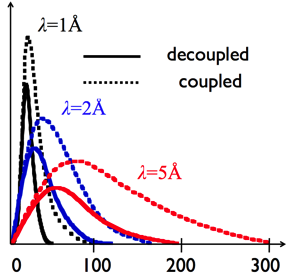 λ=1Å
decoupled
coupled
λ=2Å
λ=5Å
0 100 200 300